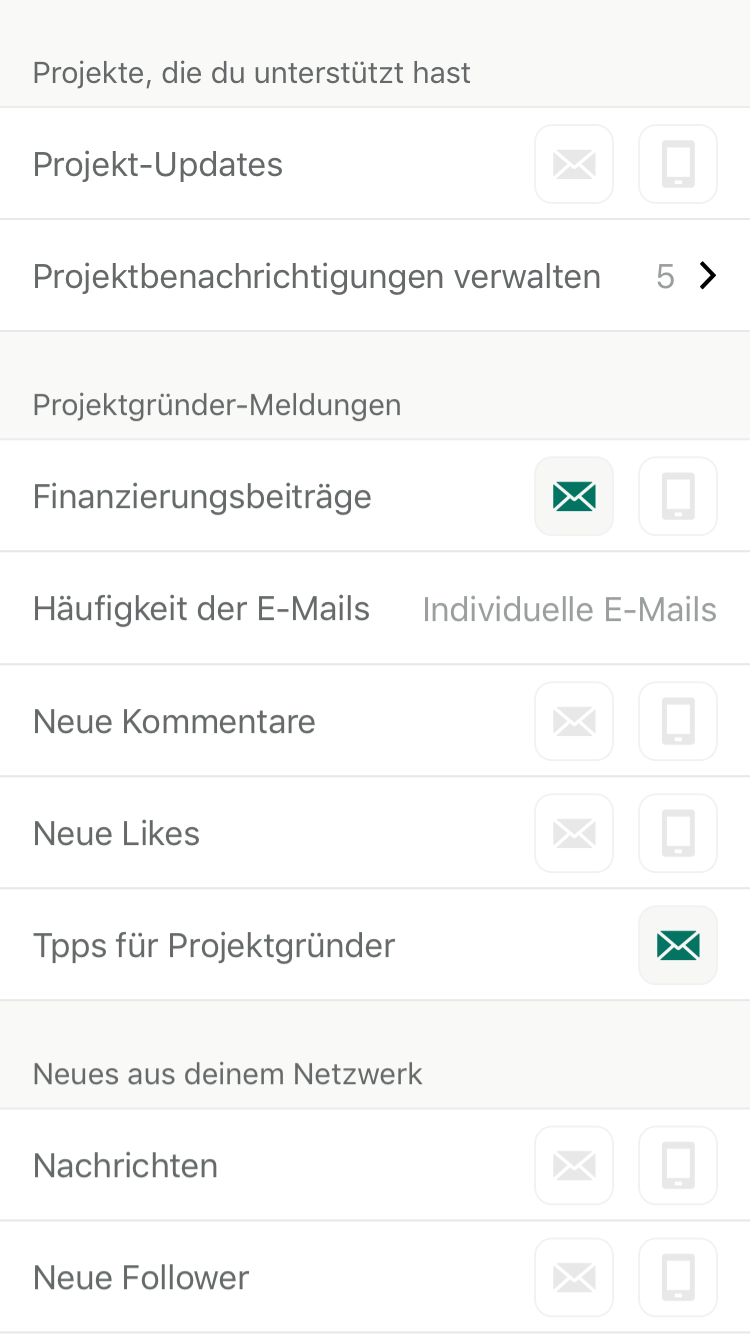 Projekte, die du unterstützt hast
Projekt-Updates
Projektbenachrichtigungen verwalten 5
Projektgründer-Meldungen
Finanzierungsbeiträge
Häufigkeit der E-Mails Individuelle E-Mails
Neue Kommentare
Neue Likes
Tpps für Projektgründer
Neues aus deinem Netzwerk
Nachrichten
Neue Follower